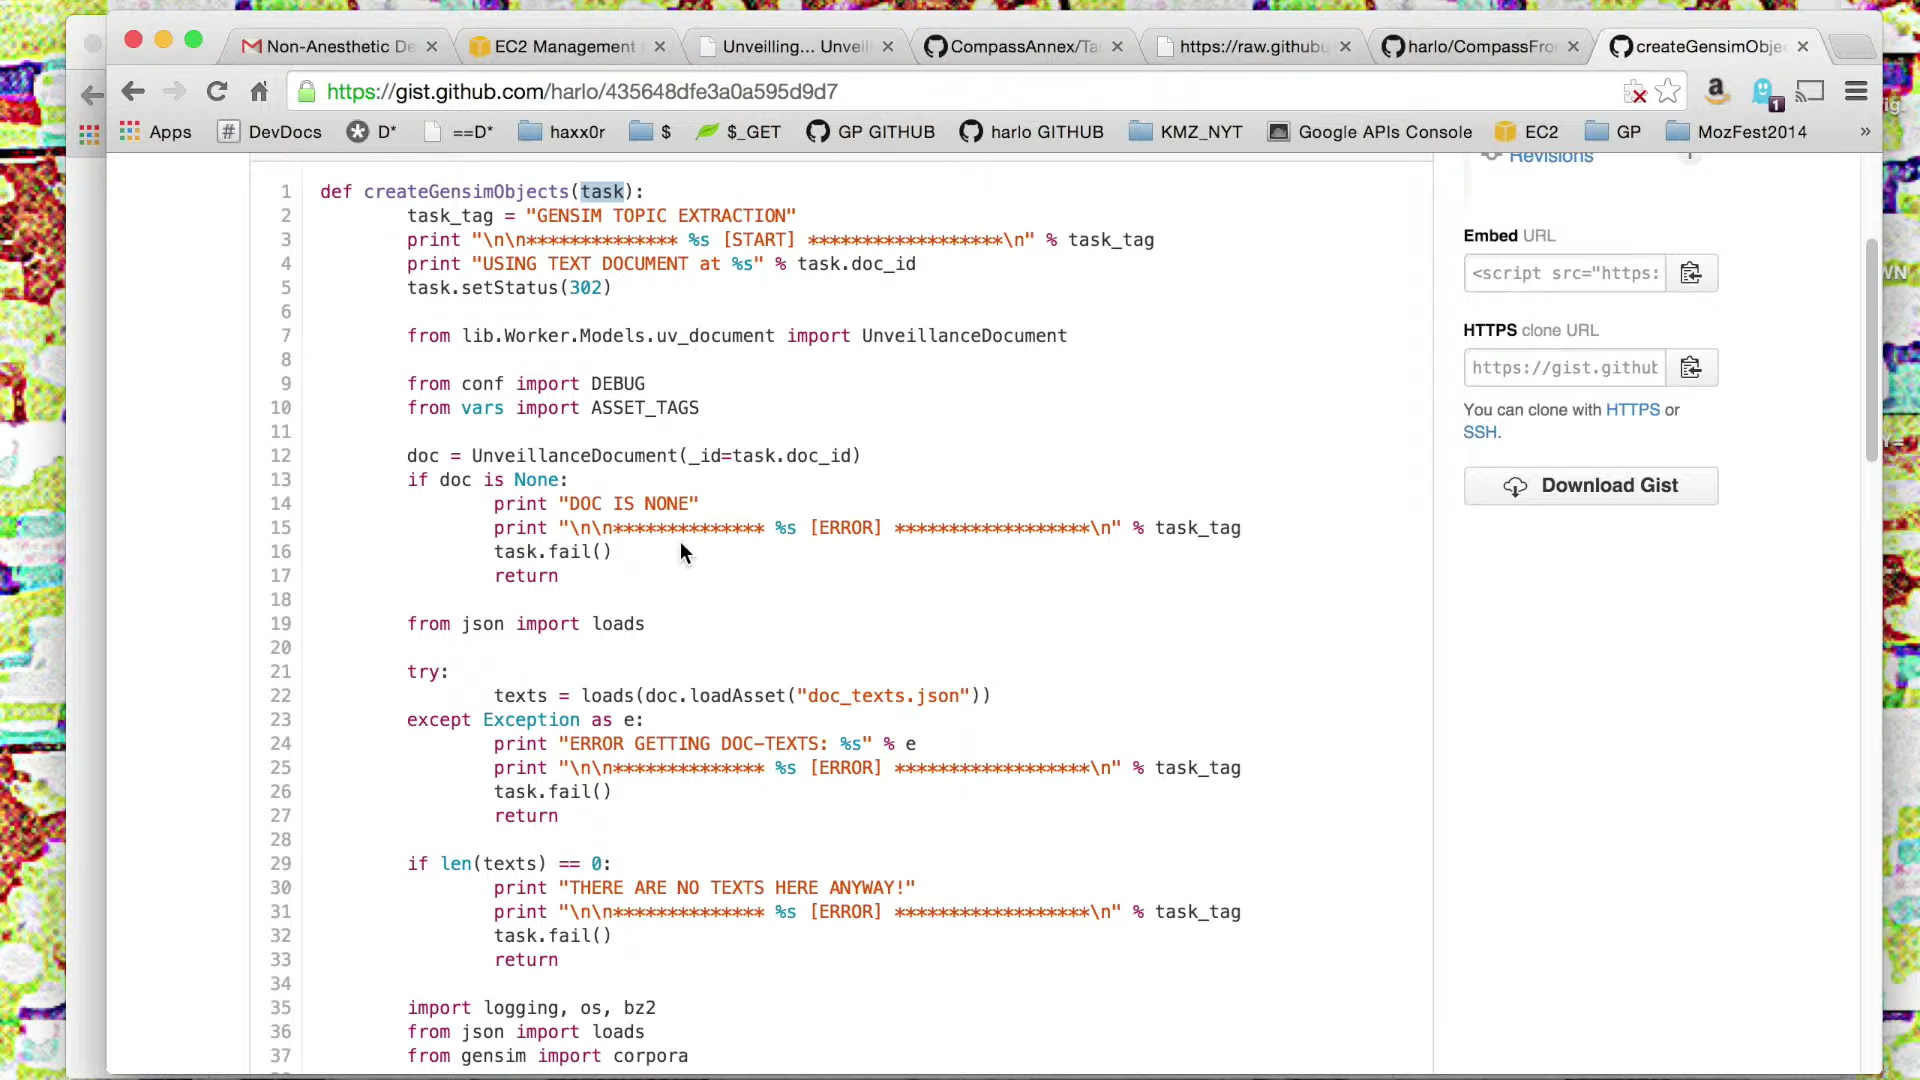 Non-Anesthetic De
EC2 Management
Unveilling... Unveil
CompassAnnex/Ta
https://raw.githubu
harlo/CompassFro
createGensimObje
https://gist.github.com/harlo/435648dfe3a0a595d9d7
1
Apps
DevDocs
D*
==D*
haxx0r
$
$_GET
GP GITHUB
harlo GITHUB
KMZ_NYT
Google APIs Console
EC2
GP
MozFest2014
»
Revisions
1
Embed URL
<script src="https:
HTTPS clone URL
https://gist.github
You can clone with HTTPS or
SSH.
Download Gist
1 def createGensimObjects(task):
2 task_tag = "GENSIM TOPIC EXTRACTION"
3 print "\n\n************** %s [START] ******************\n" % task_tag
4 print "USING TEXT DOCUMENT at %s" % task.doc_id
5 task.setStatus(302)
6
7 from lib.Worker.Models.uv_document import UnveillanceDocument
8
9 from conf import DEBUG
10 from vars import ASSET_TAGS
11
12 doc = UnveillanceDocument(_id=task.doc_id)
13 if doc is None:
14 print "DOC IS NONE"
15 print "\n\n************** %s [ERROR] ******************\n" % task_tag
16 task.fail()
17 return
18
19 from json import loads
20
21 try:
22 texts = loads(doc.loadAsset("doc_texts.json"))
23 except Exception as e:
24 print "ERROR GETTING DOC-TEXTS: %s" % e
25 print "\n\n************** %s [ERROR] ******************\n" % task_tag
26 task.fail()
27 return
28
29 if len(texts) == 0:
30 print "THERE ARE NO TEXTS HERE ANYWAY!"
31 print "\n\n************** %s [ERROR] ******************\n" % task_tag
32 task.fail()
33 return
34
35 import logging, os, bz2
36 from json import loads
37 from gensim import corpora